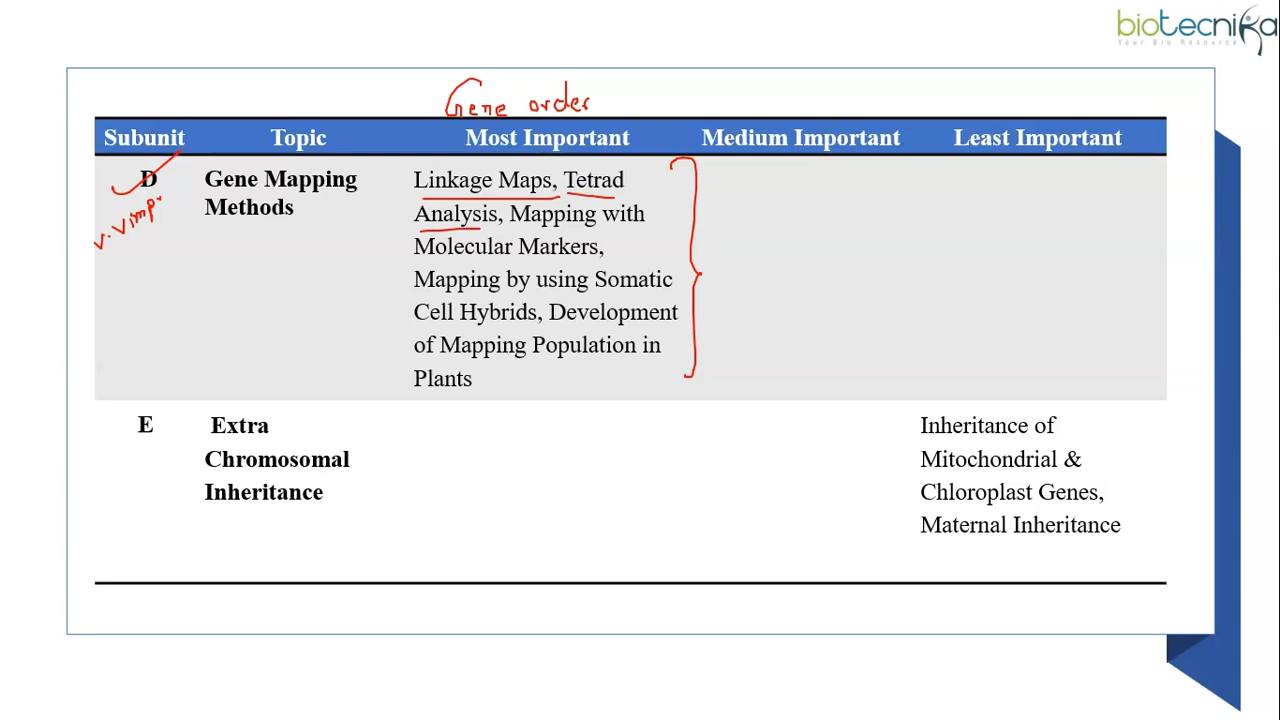 biotecnika
Your Bio Resource
Gene order
Subunit Topic Most Important Medium Important Least Important
D Gene Mapping Linkage Maps, Tetrad
Methods Analysis, Mapping with
V. V imp. Molecular Markers,
Mapping by using Somatic
Cell Hybrids, Development
of Mapping Population in
Plants
E Extra Inheritance of
Chromosomal Mitochondrial &
Inheritance Chloroplast Genes,
Maternal Inheritance